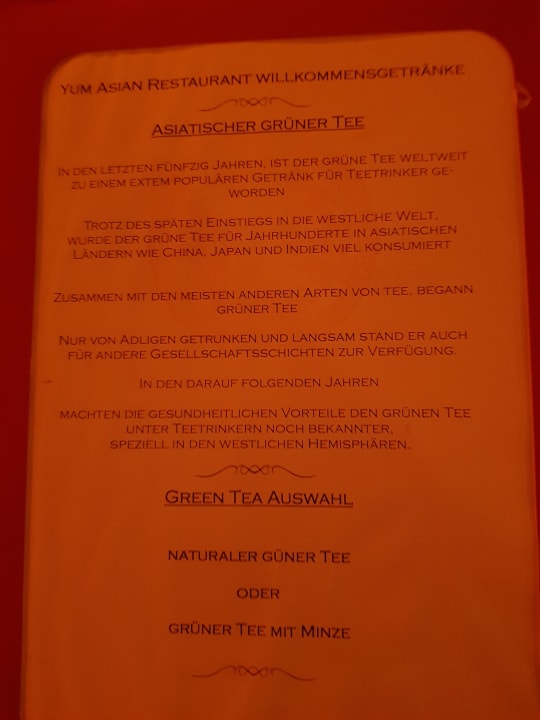 YUM ASIAN RESTAURANT WILLKOMMENSGETRÄNKE
ASIATISCHER GRÜNER TEE
IN DEN LETZTEN FÜNFZIG JAHREN, IST DER GRÜNE TEE WELTWEIT
ZU EINEM EXTEM POPULÄREN GETRÄNK FÜR TEETRINKER GE-
WORDEN
TROTZ DES SPÄTEN EINSTIEGS IN DIE WESTLICHE WELT,
WURDE DER GRÜNE TEE FÜR JAHRHUNDERTE IN ASIATISCHEN
LÄNDERN WIE CHINA, JAPAN UND INDIEN VIEL KONSUMIERT
ZUSAMMEN MIT DEN MEISTEN ANDEREN ARTEN VON TEE, BEGANN
GRÜNER TEE
NUR VON ADLIGEN GETRUNKEN UND LANGSAM STAND ER AUCH
FÜR ANDERE GESELLSCHAFTSSCHICHTEN ZUR VERFÜGUNG.
IN DEN DARAUF FOLGENDEN JAHREN
MACHTEN DIE GESUNDHEITLICHEN VORTEILE DEN GRÜNEN TEE
UNTER TEETRINKERN NOCH BEKANNTER,
SPEZIELL IN DEN WESTLICHEN HEMISPHÄREN.
GREEN TEA AUSWAHL
NATURALER GÜNER TEE
ODER
GRÜNER TEE MIT MINZE